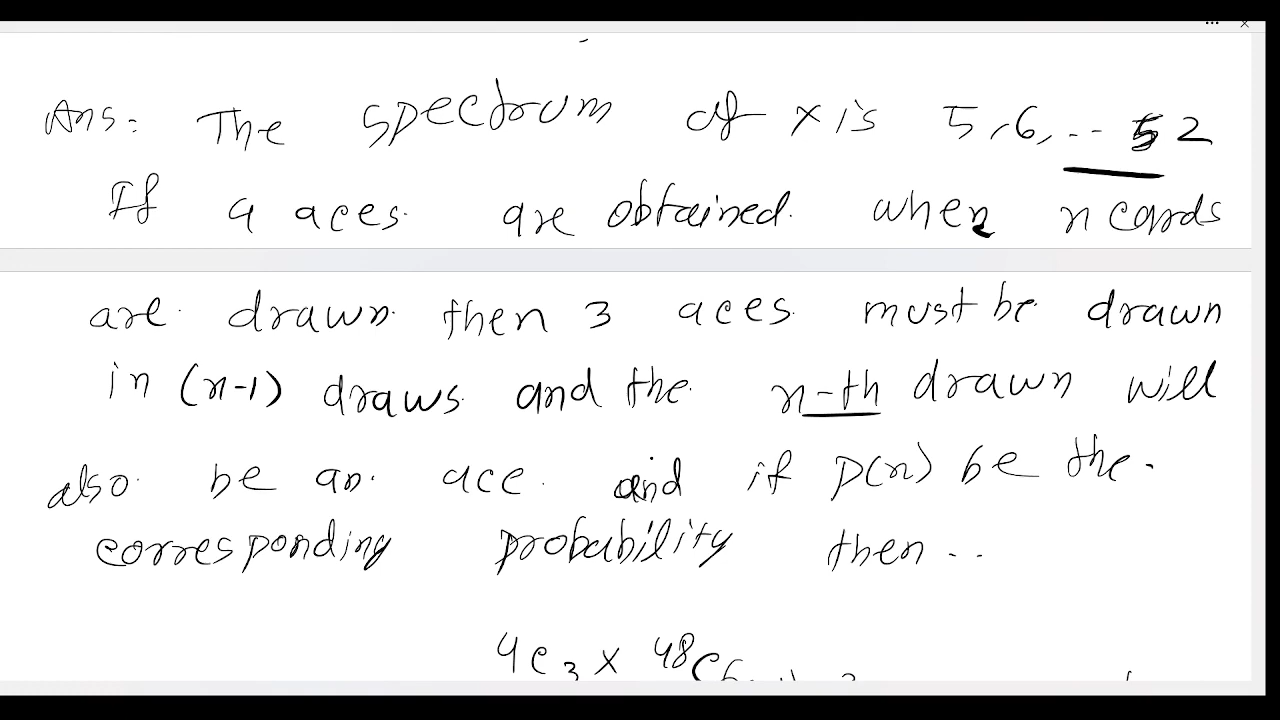 Ans: The spectrum of x is 5,6, .. 52
If 4 aces are obtained when n cards
are drawn then 3 aces must be drawn
in (n-1) draws and the n-th drawn will
also be an ace and if p(n) be the
corresponding probability then ..
4c3 x 48c